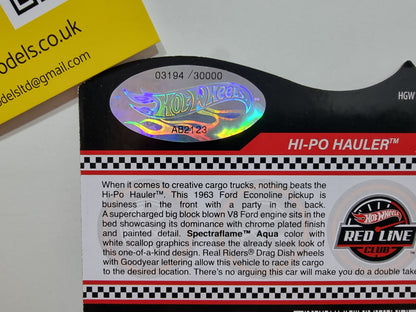 odels.co.uk
odelsltd@gmail.com
03194 /30000
HOT WHEELS
AB2123
HGW
HI-PO HAULER™
When it comes to creative cargo trucks, nothing beats the
Hi-Po Hauler™. This 1963 Ford Econoline pickup is
business in the front with a party in the back.
A supercharged big block blown V8 Ford engine sits in the
bed showcasing its dominance with chrome plated finish
and painted detail. Spectraflame™ Aqua color with
white scallop graphics increase the already sleek look of
this one-of-a-kind design. Real Riders® Drag Dish wheels
with Goodyear lettering allow this vehicle to race its cargo
to the desired location. There's no arguing this car will make you do a double take
Hot Wheels
RED LINE
CLUB